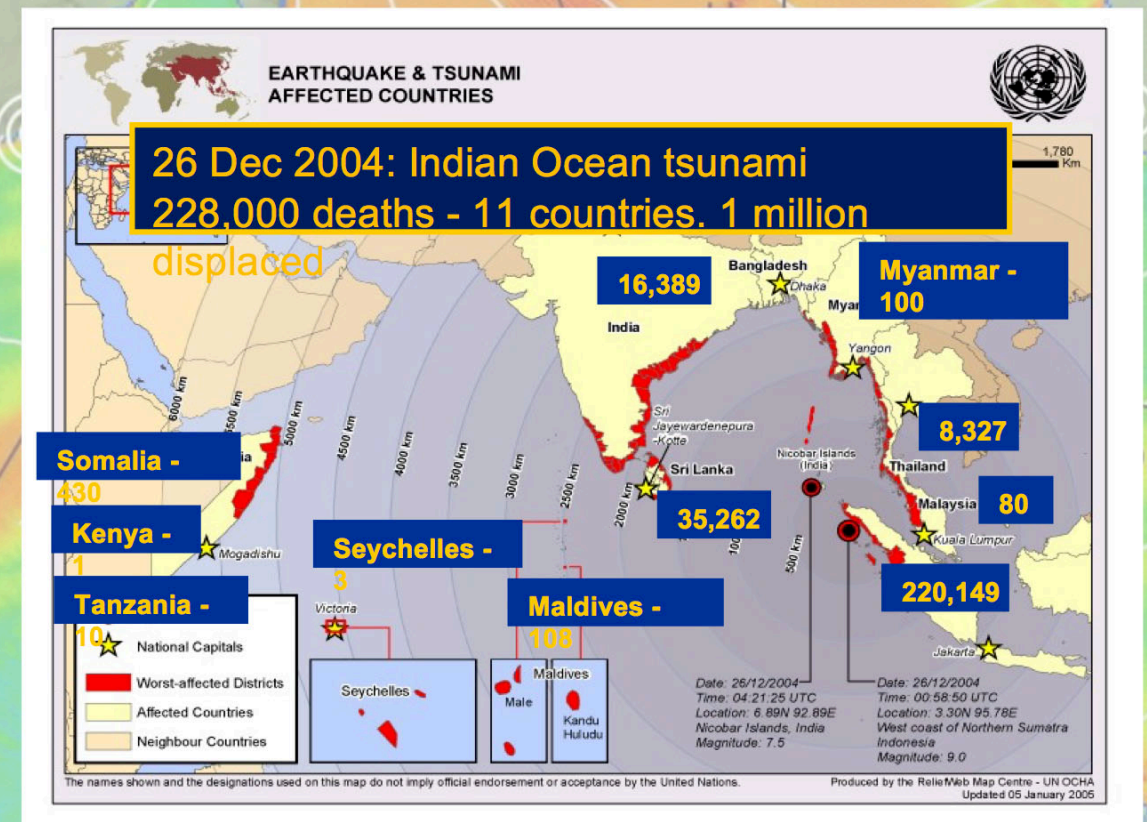 EARTHQUAKE & TSUNAMI
AFFECTED COUNTRIES
26 Dec 2004: Indian Ocean tsunami
228,000 deaths - 11 countries. 1 million
displaced
1,780
Km
16,389
Bangladesh
Dhaka
Myanmar -
100
India
Yangon
6000 km
5000 km
4500 km
4000 km
3500 km
3000 km
2500 km
2000 km
500 km
Sri
Jayewardenepura
-Kotte
Sri Lanka
Nicobar Islands
(India)
8,327
Thailand
Malaysia
80
Kuala Lumpur
35,262
220,149
Somalia -
430
Kenya -
1
Mogadishu
Tanzania -
10
Seychelles -
3
Victoria
Maldives -
108
Jakarta
National Capitals
Worst-affected Districts
Affected Countries
Neighbour Countries
Seychelles
Maldives
Male
Kandu
Huludu
Date: 26/12/2004
Time: 04:21:25 UTC
Location: 6.89N 92.89E
Nicobar Islands, India
Magnitude: 7.5
Date: 26/12/2004
Time: 00:58:50 UTC
Location: 3.30N 95.78E
West coast of Northern Sumatra
Indonesia
Magnitude: 9.0
The names shown and the designations used on this map do not imply official endorsement or acceptance by the United Nations.
Produced by the ReliefWeb Map Centre - UN OCHA
Updated 05 January 2005